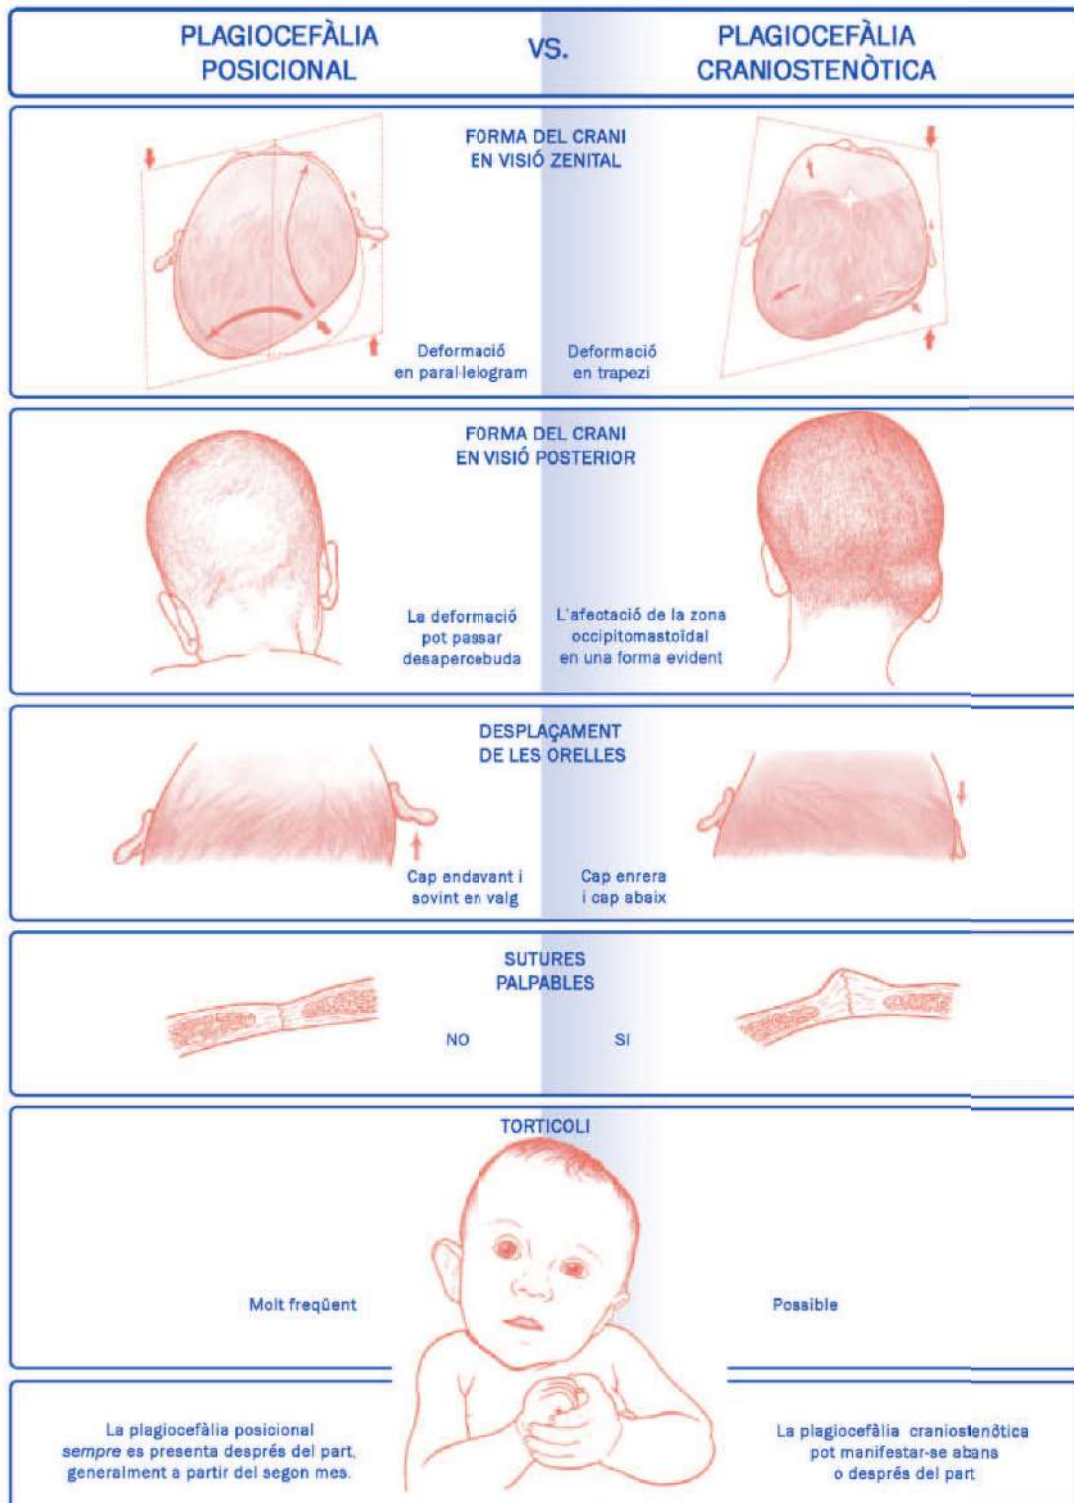 PLAGIOCEFÀLIA
POSICIONAL
VS.
PLAGIOCEFÀLIA
CRANIOSTENÒTICA
FORMA DEL CRANI
EN VISIÓ ZENITAL
Deformació
en paral·lelogram
Deformació
en trapezi
FORMA DEL CRANI
EN VISIÓ POSTERIOR
La deformació
pot passar
desapercebuda
L'afectació de la zona
occipitomastoïdal
en una forma evident
DESPLAÇAMENT
DE LES ORELLES
Cap endavant i
sovint en valg
Cap enrera
i cap abaix
SUTURES
PALPABLES
NO
SI
TORTICOLI
Molt freqüent
Possible
La plagiocefàlia posicional
sempre es presenta després del part,
generalment a partir del segon mes.
La plagiocefàlia craniostenòtica
pot manifestar-se abans
o després del part